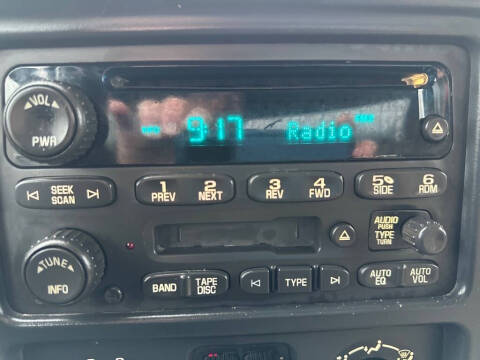 VOL
PWR
9:17 Radio
SEEK
SCAN
1
PREV
2
NEXT
3
REV
4
FWD
5
SIDE
6
RDM
TUNE
INFO
AUDIO
PUSH
TYPE
TURN
BAND
TAPE
DISC
TYPE
AUTO
EQ
AUTO
VOL